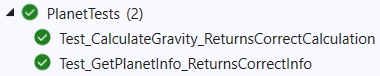 PlanetTests (2)
Test_CalculateGravity_ReturnsCorrectCalculation
Test_GetPlanetInfo_ReturnsCorrectInfo